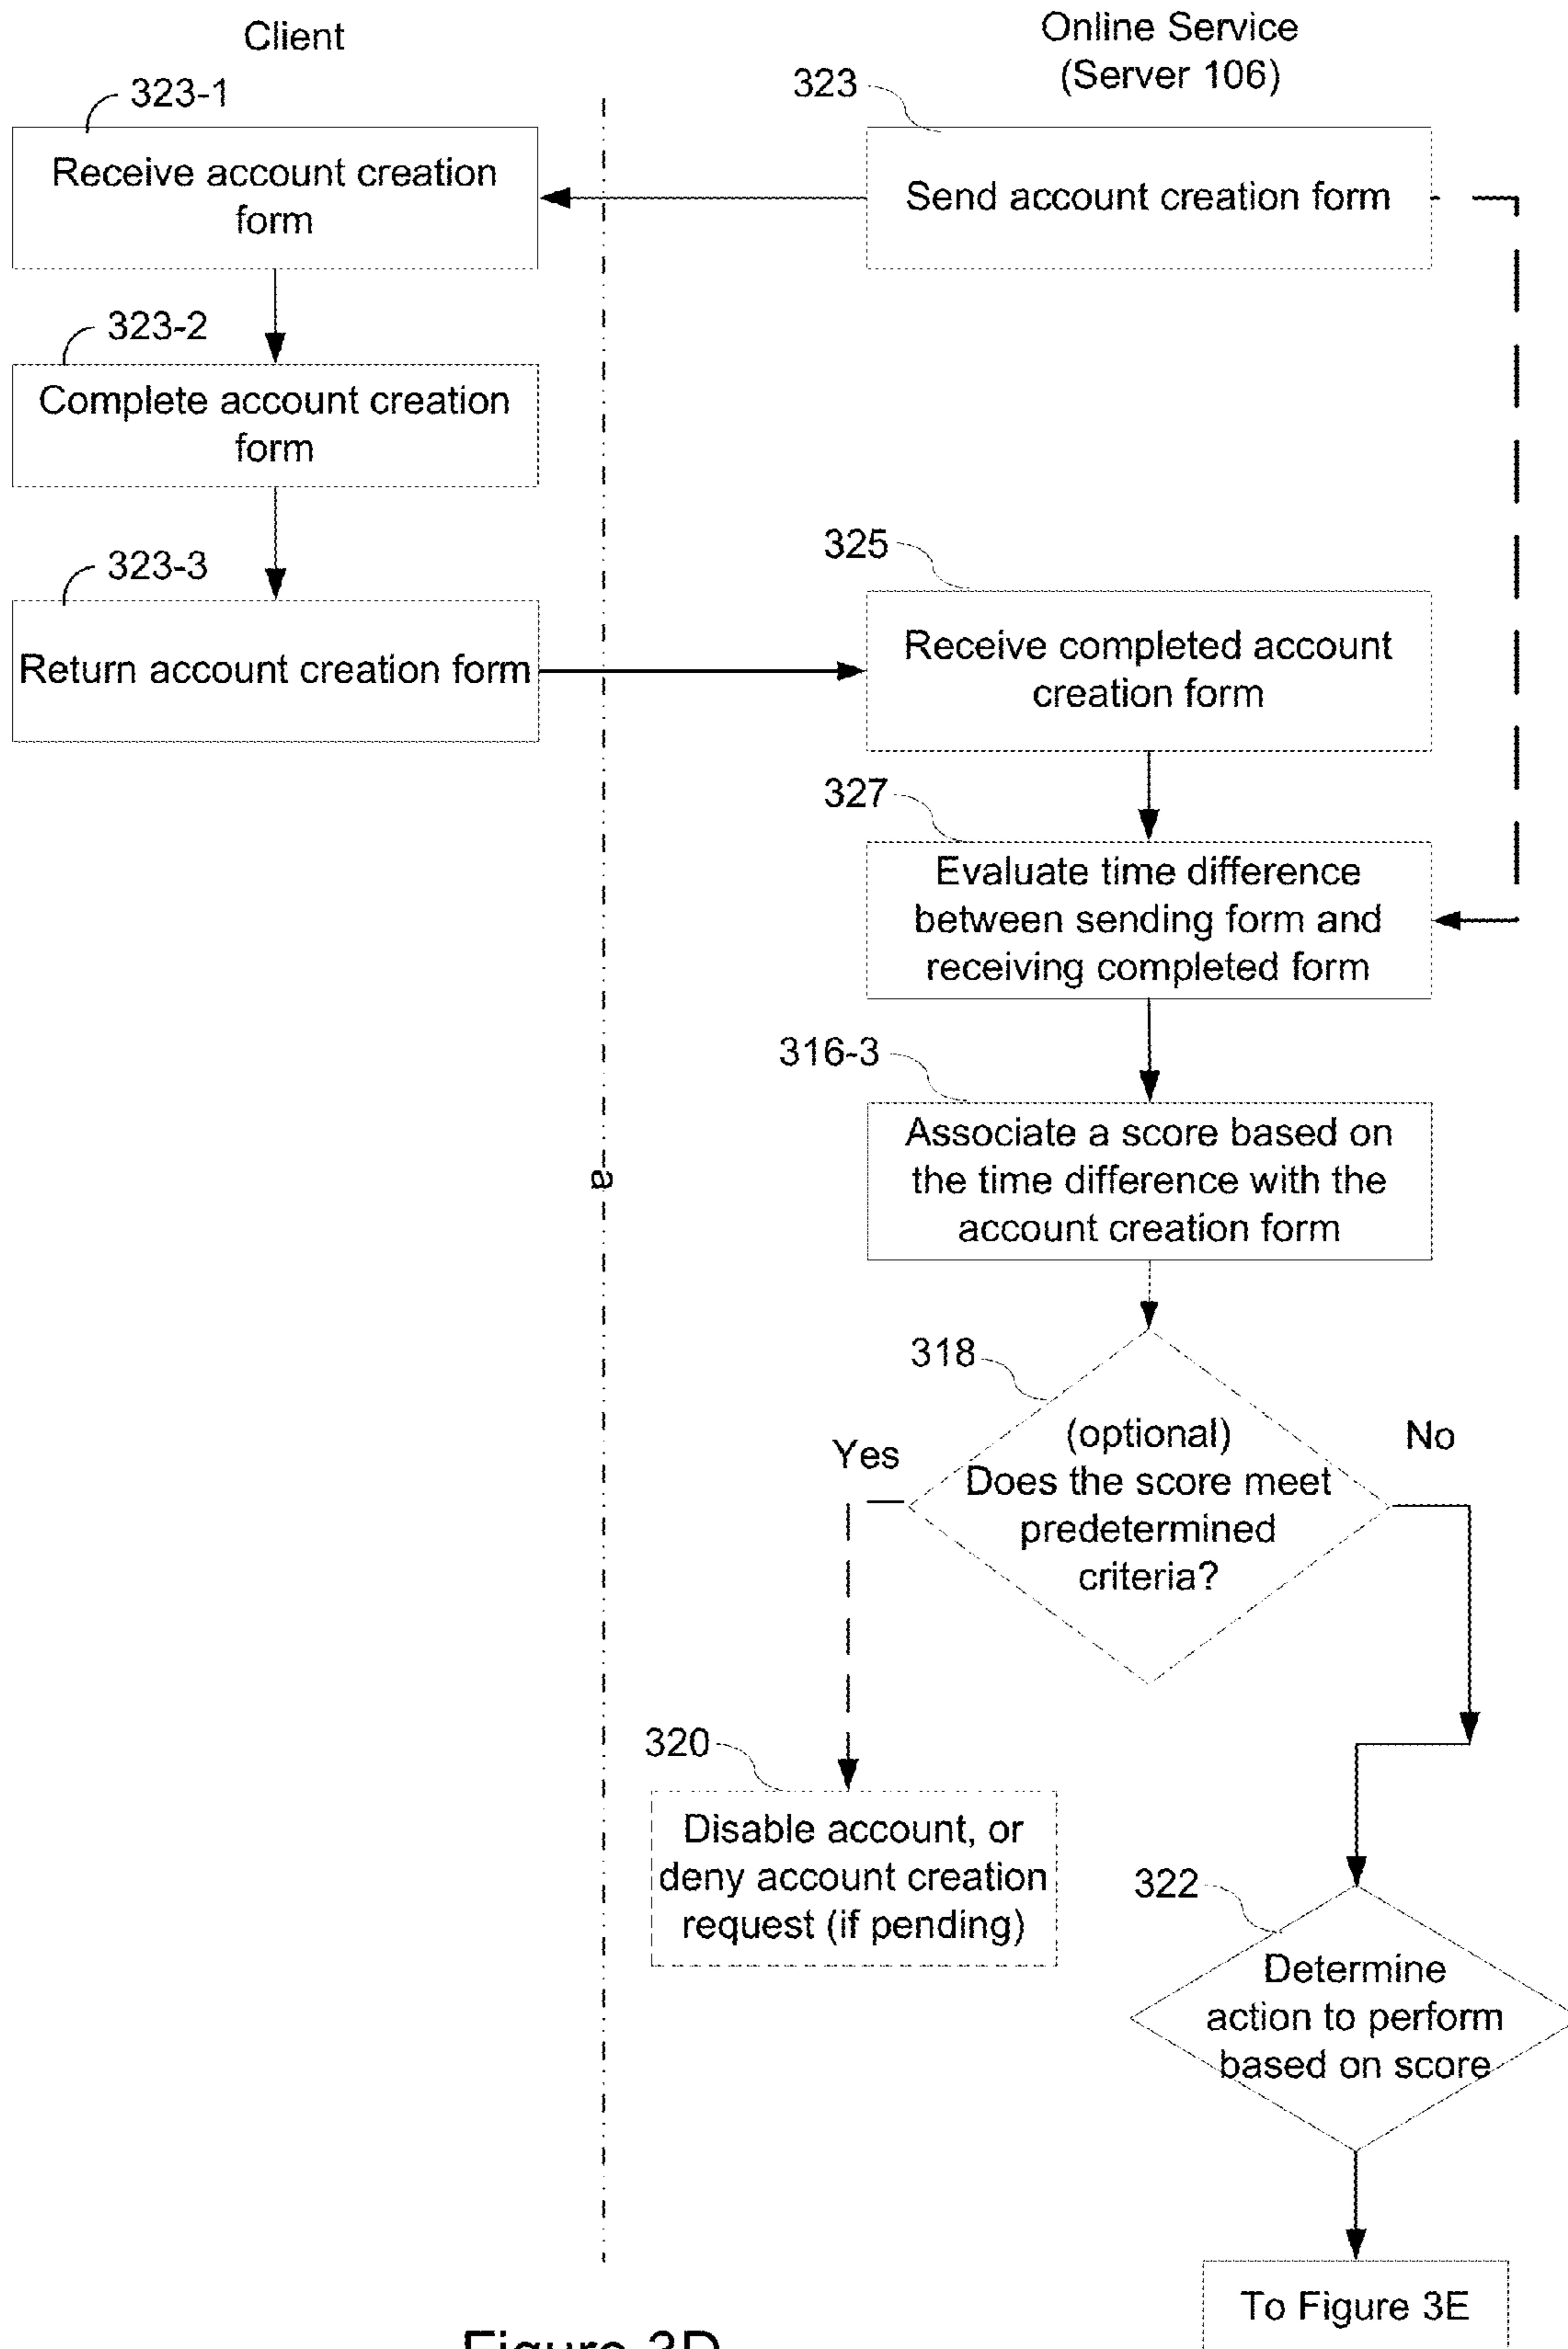 Client
Online Service
(Server 106)
323-1
323
Receive account creation
form
Send account creation form
323-2
Complete account creation
form
323-3
325
Return account creation form
Receive completed account
creation form
327
Evaluate time difference
between sending form and
receiving completed form
316-3
Associate a score based on
the time difference with the
account creation form
a
318
(optional)
Does the score meet
predetermined
criteria?
Yes
No
320
Disable account, or
deny account creation
request (if pending)
322
Determine
action to perform
based on score
To Figure 3E
Figure 3D